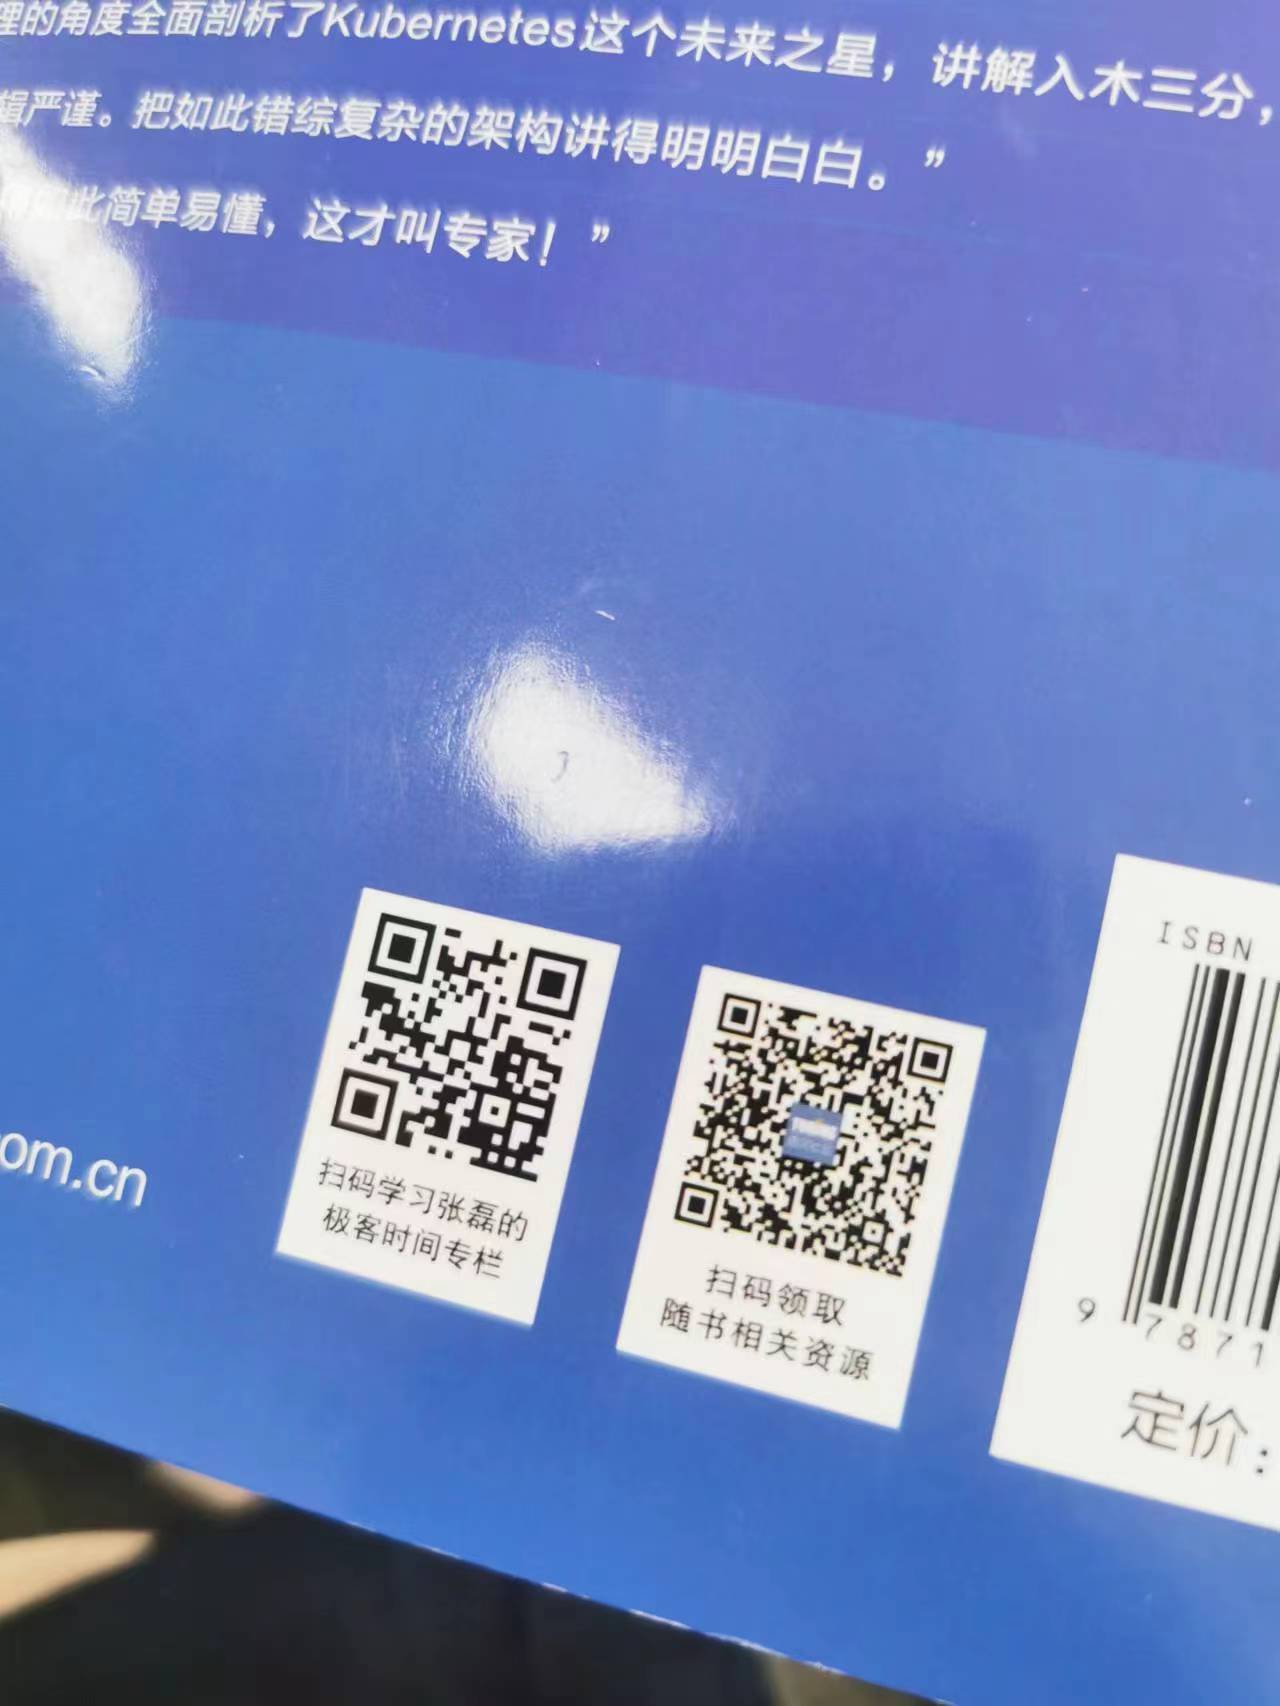 的角度全面剖析了Kubernetes这个未来之星，讲解入木三分，
辑严谨。把如此错综复杂的架构讲得明明白白。”
此简单易懂，这才叫专家！”
om.cn
扫码学习张磊的
极客时间专栏
扫码领取
随书相关资源
ISBN
9 7871
定价：